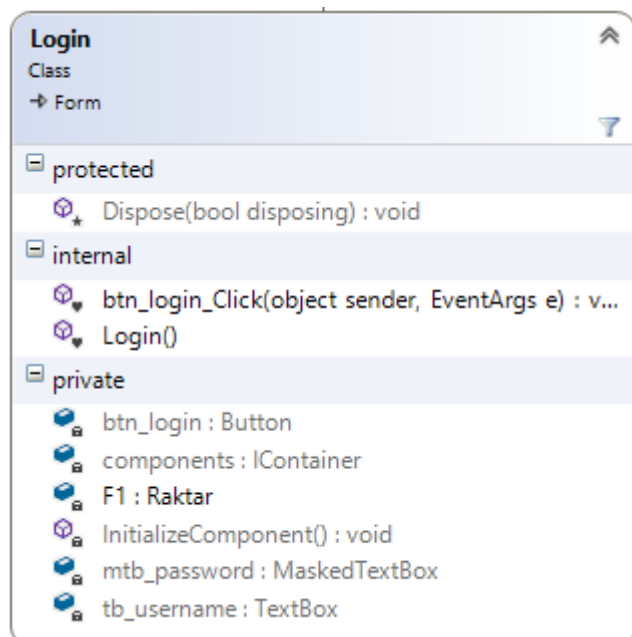 Login
Class
Form
protected
Dispose(bool disposing) : void
internal
btn_login_Click(object sender, EventArgs e) : v...
Login()
private
btn_login : Button
components : IContainer
F1 : Raktar
InitializeComponent() : void
mtb_password : MaskedTextBox
tb_username : TextBox